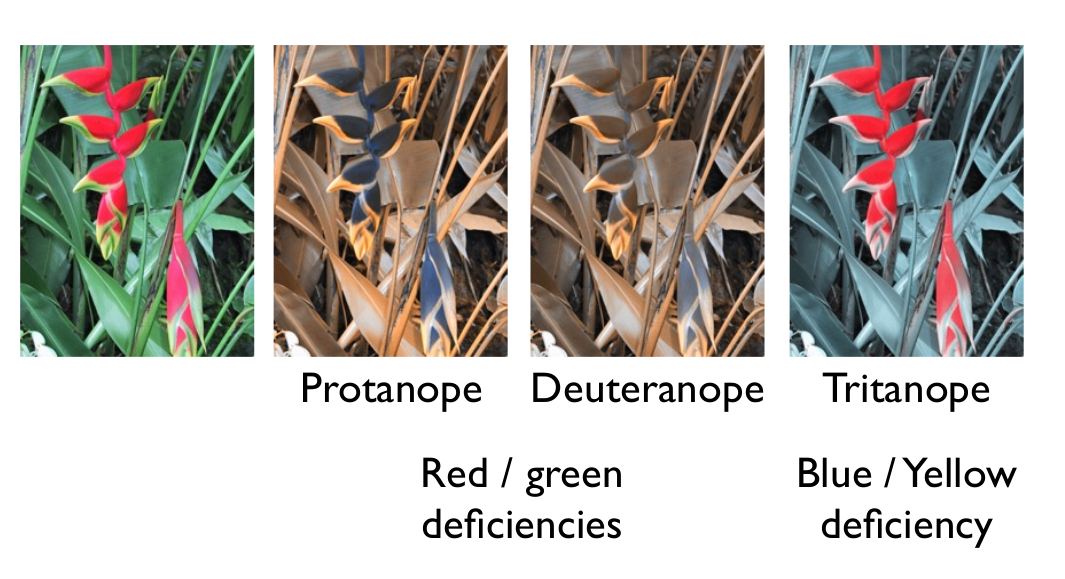 Protanope
Deuteranope
Tritanope
Red / green
deficiencies
Blue / Yellow
deficiency